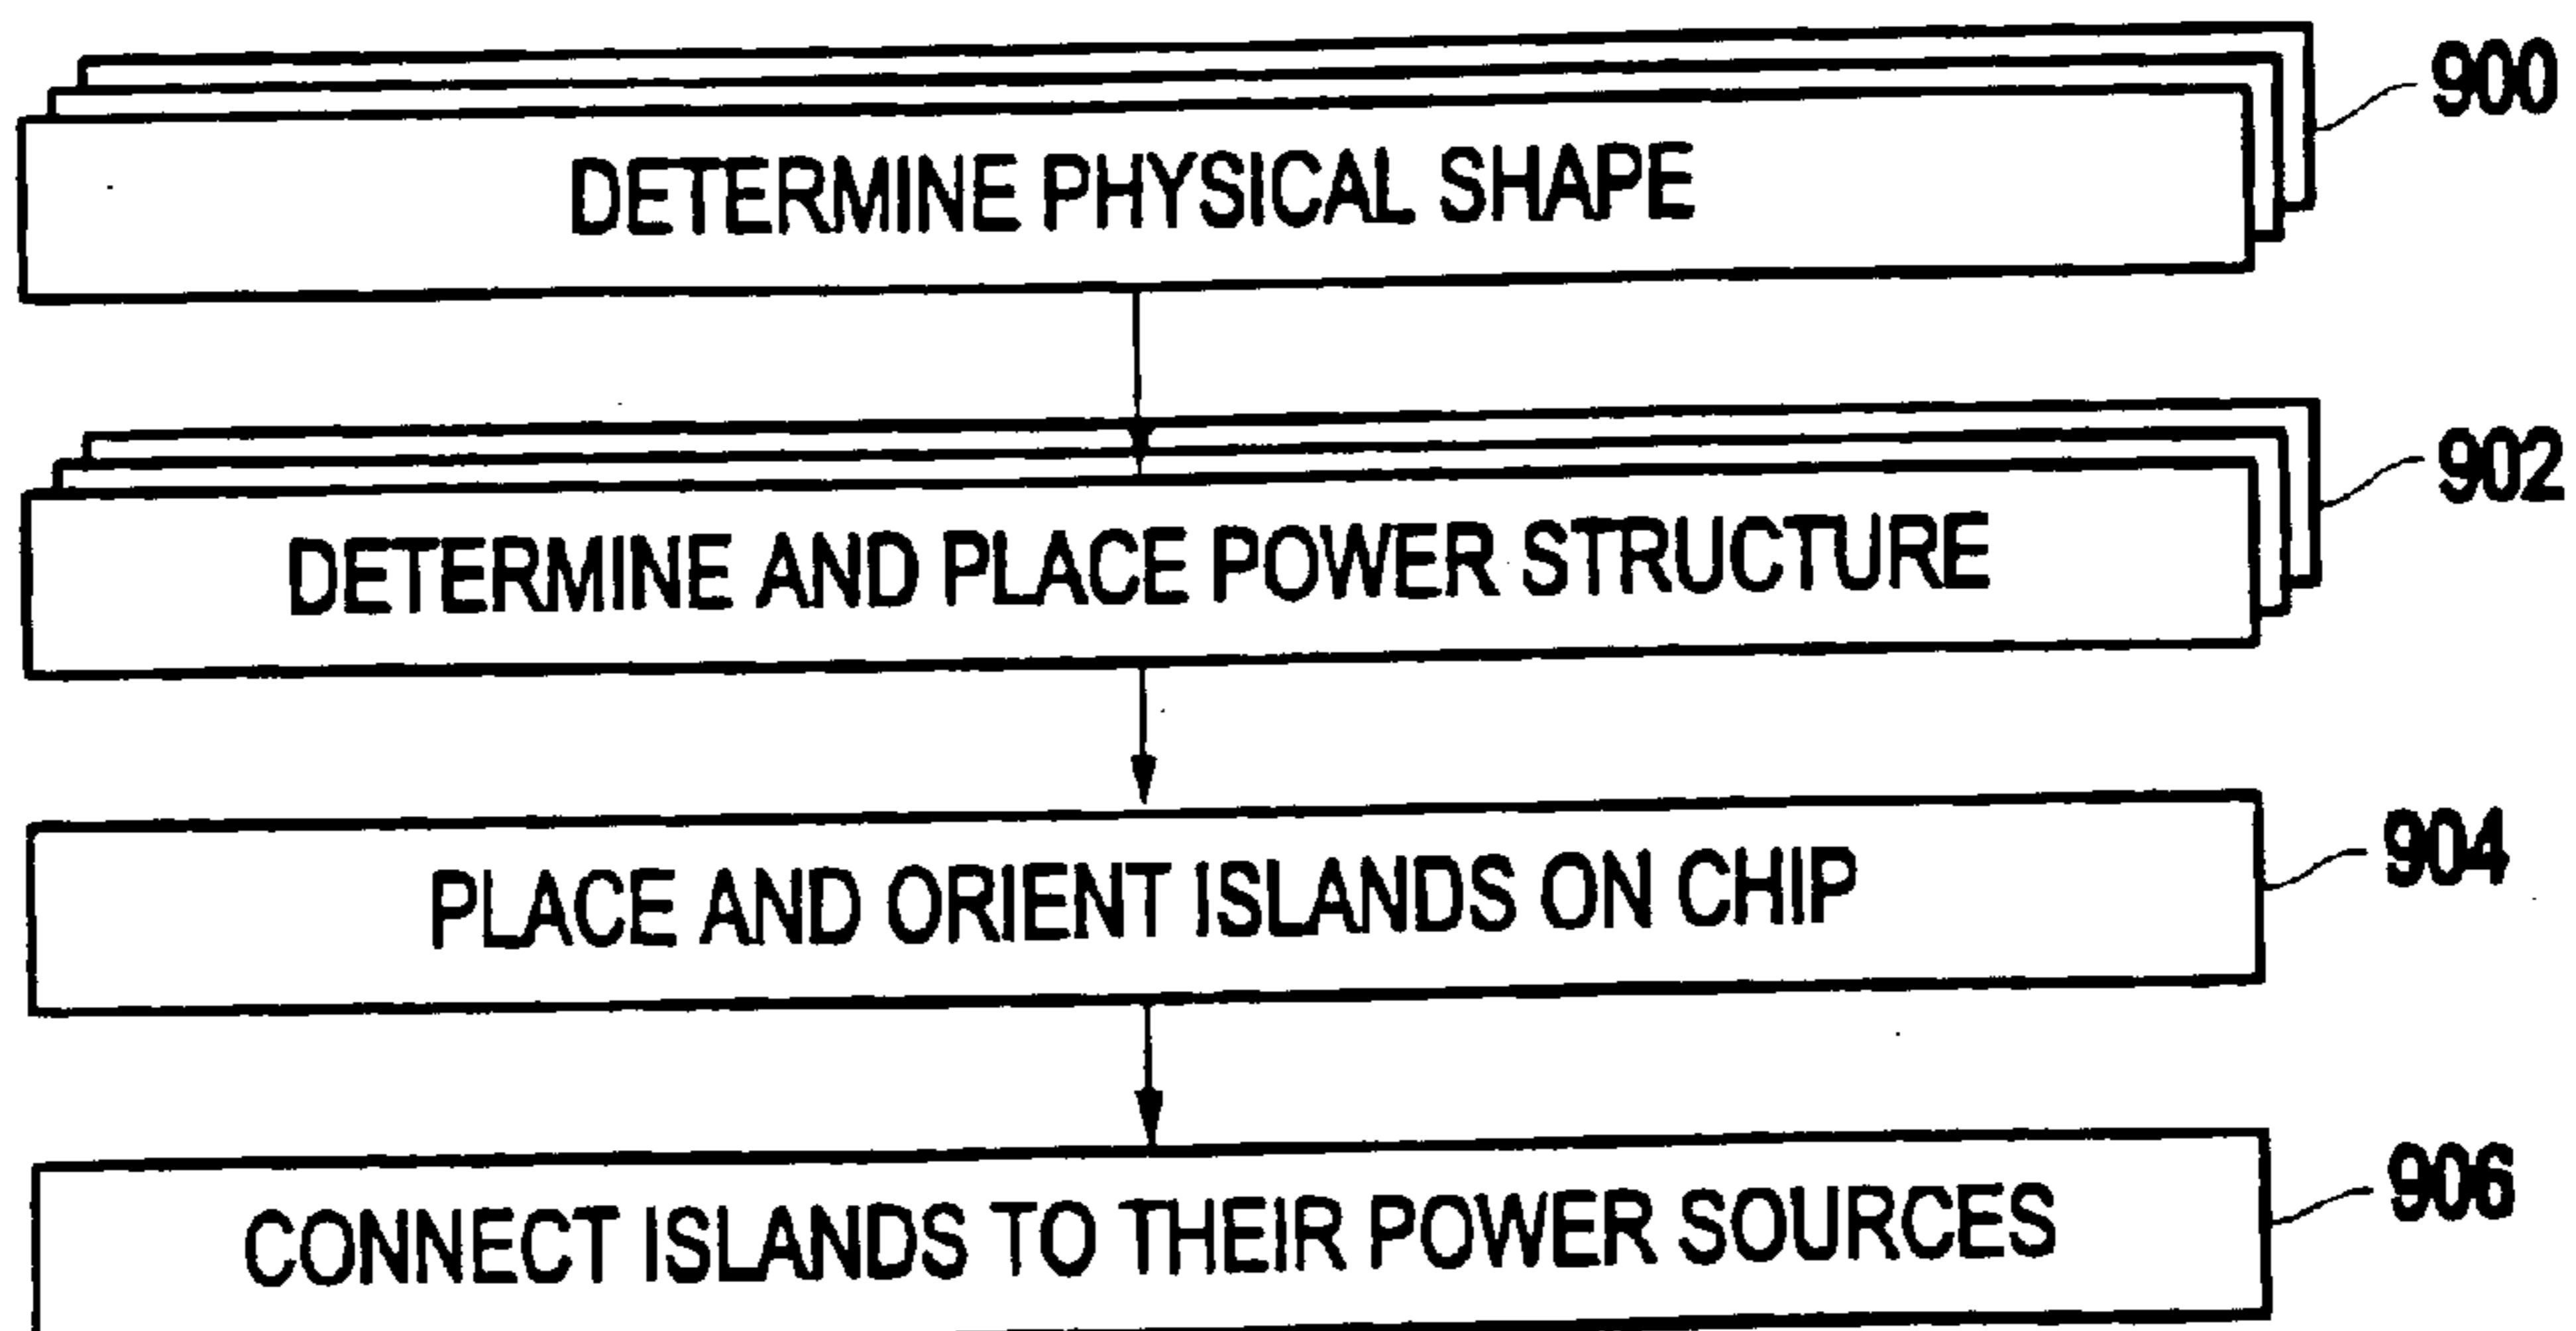 DETERMINE PHYSICAL SHAPE
900
DETERMINE AND PLACE POWER STRUCTURE
902
PLACE AND ORIENT ISLANDS ON CHIP
904
CONNECT ISLANDS TO THEIR POWER SOURCES
906